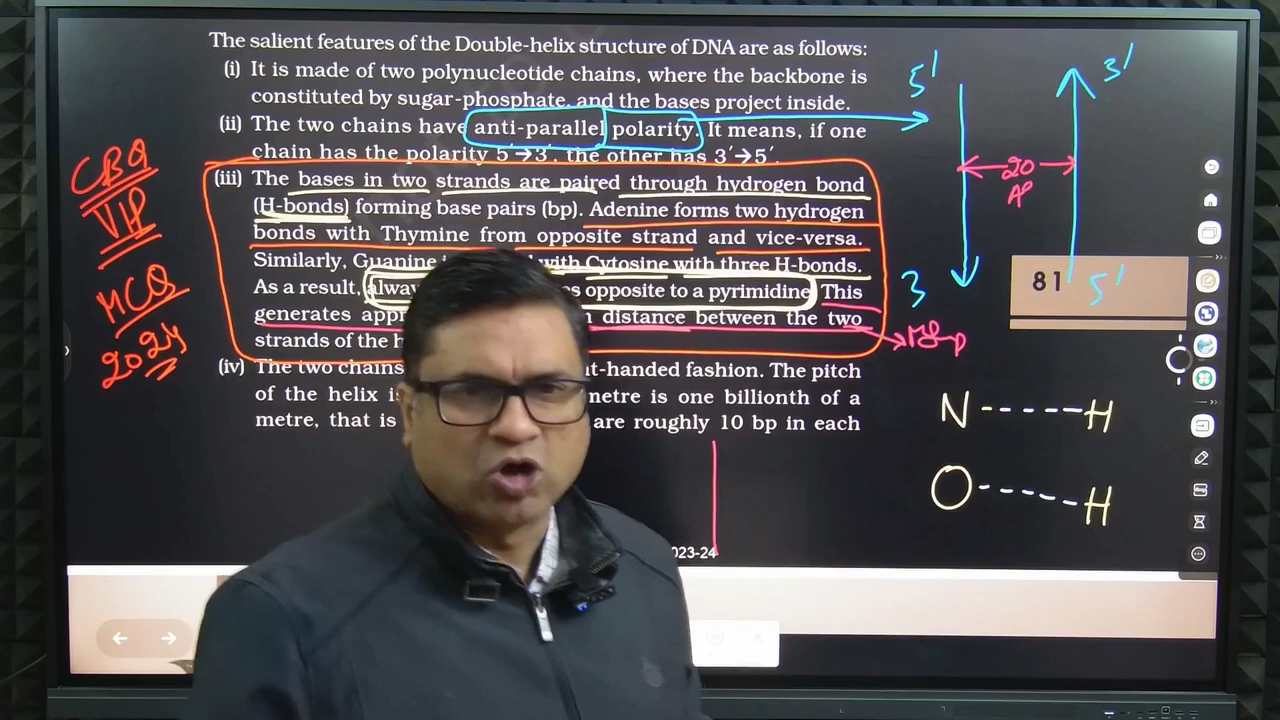 The salient features of the Double-helix structure of DNA are as follows:
(i) It is made of two polynucleotide chains, where the backbone is
constituted by sugar-phosphate, and the bases project inside.
(ii) The two chains have anti-parallel polarity. It means, if one
chain has the polarity 5′→3′, the other has 3′→5′.
(iii) The bases in two strands are paired through hydrogen bond
(H-bonds) forming base pairs (bp). Adenine forms two hydrogen
bonds with Thymine from opposite strand and vice-versa.
Similarly, Guanine with Cytosine with three H-bonds.
As a result, opposite to a pyrimidine. This
generates distance between the two
strands of the
(iv) The two chains fashion. The pitch
of the helix metre is one billionth of a
metre, that is are roughly 10 bp in each
023-24
CBQ
VIP
MCQ
2024
5′ 3′
20
A°
3 5′
81
N-----H
O-----H